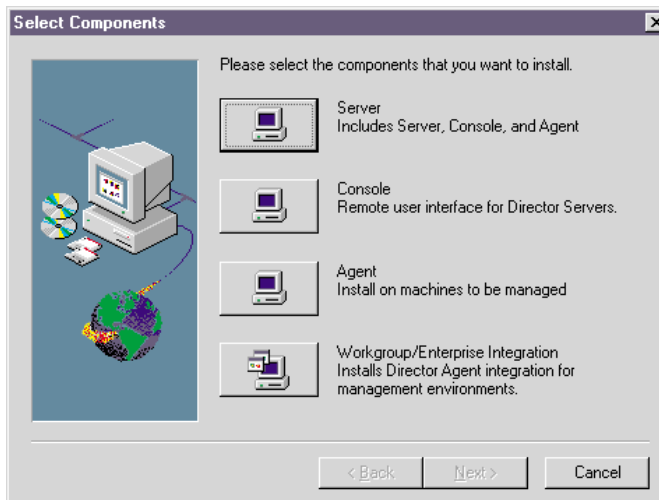 Select Components
Please select the components that you want to install.
Server
Includes Server, Console, and Agent
Console
Remote user interface for Director Servers.
Agent
Install on machines to be managed
Workgroup/Enterprise Integration
Installs Director Agent integration for
management environments.
< Back
Next >
Cancel